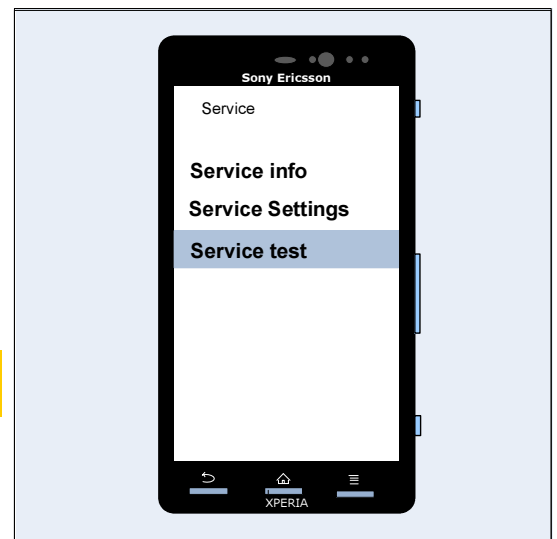 Sony Ericsson
Service
Service info
Service Settings
Service test
XPERIA